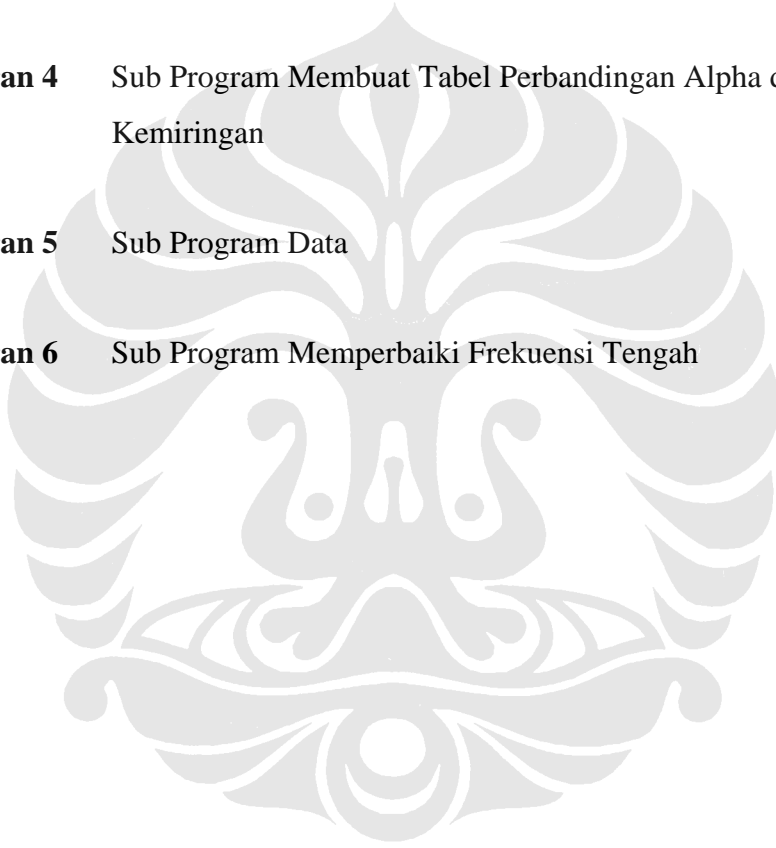 an 4 Sub Program Membuat Tabel Perbandingan Alpha
Kemiringan
an 5 Sub Program Data
an 6 Sub Program Memperbaiki Frekuensi Tengah